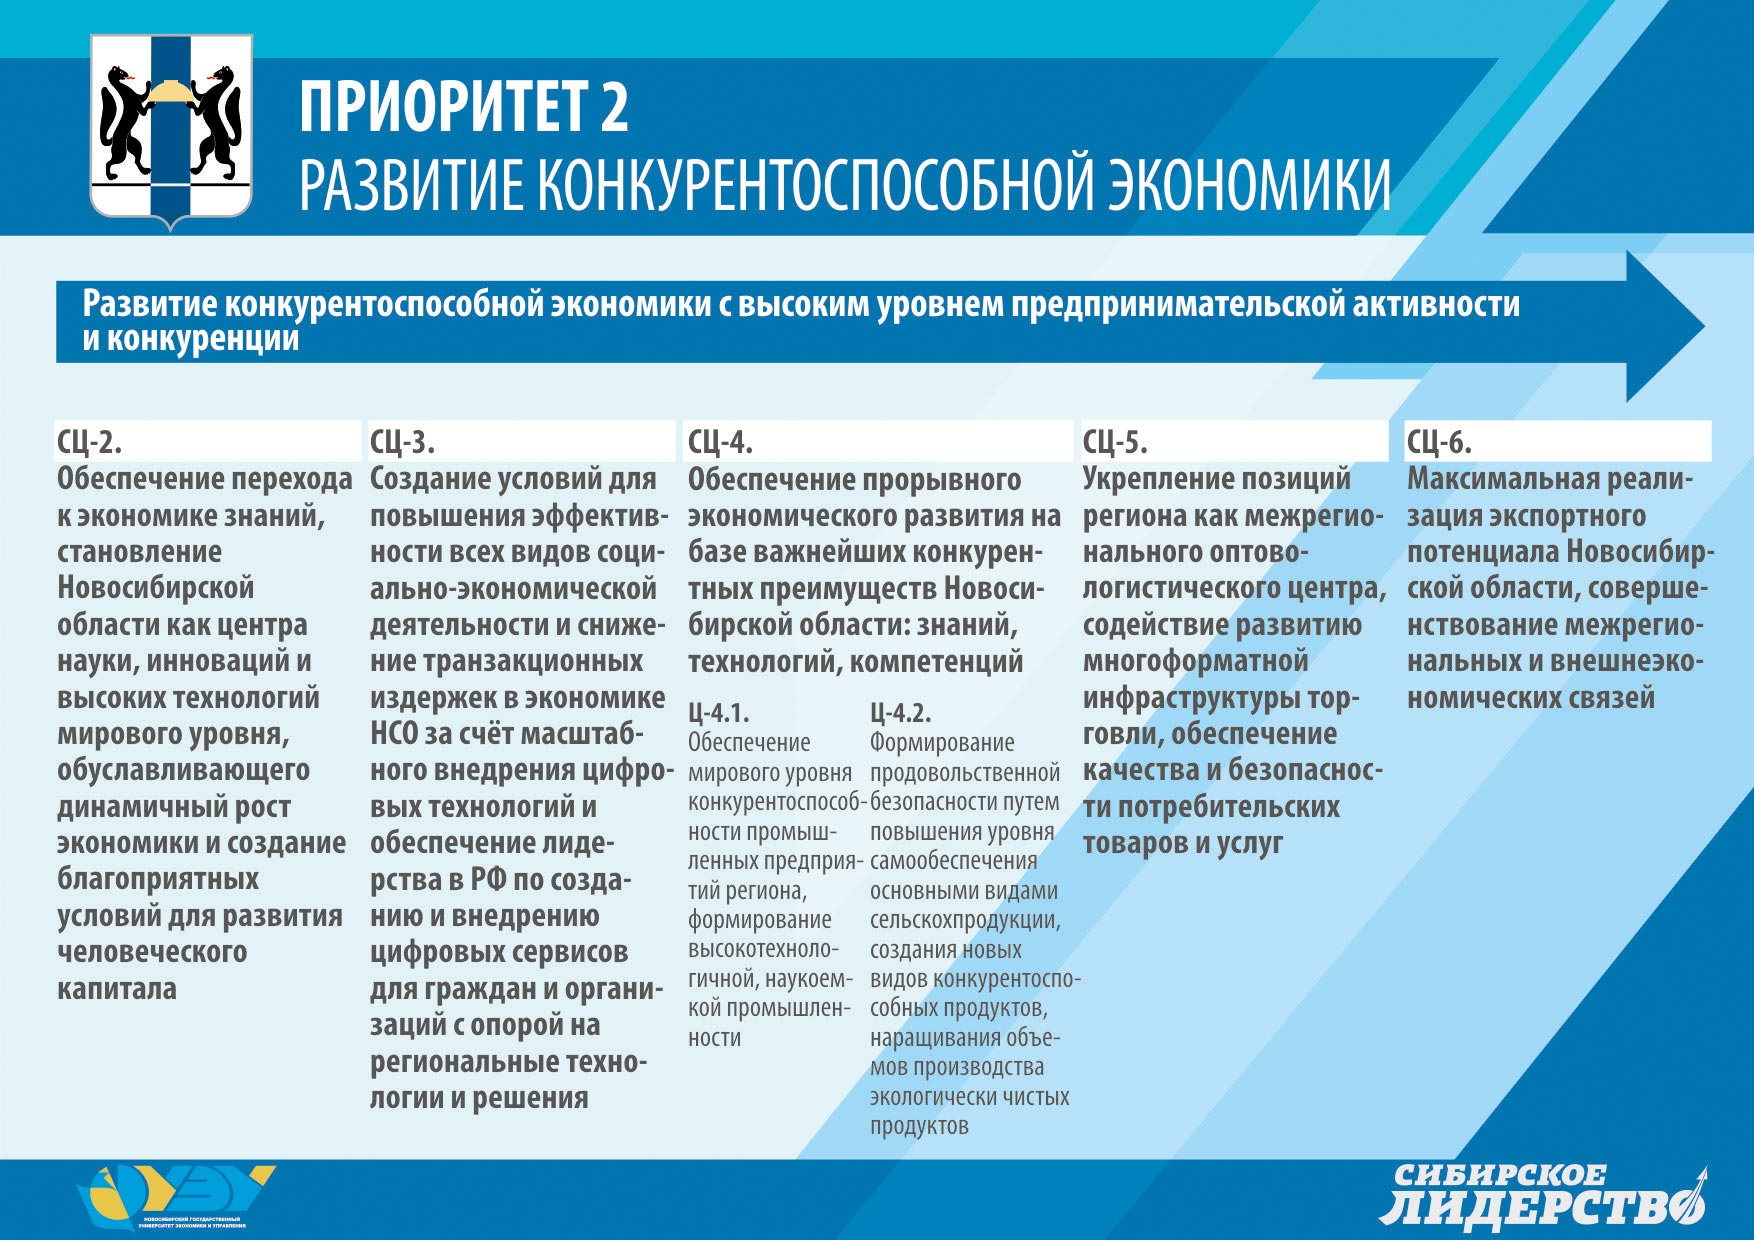 ПРИОРИТЕТ 2
РАЗВИТИЕ КОНКУРЕНТОСПОСОБНОЙ ЭКОНОМИКИ
Развитие конкурентоспособной экономики с высоким уровнем предпринимательской активности
и конкуренции
СЦ-2.
Обеспечение перехода
к экономике знаний,
становление
Новосибирской
области как центра
науки, инноваций и
высоких технологий
мирового уровня,
обуславливающего
динамичный рост
экономики и создание
благоприятных
условий для развития
человеческого
капитала
СЦ-3.
Создание условий для
повышения эффектив-
ности всех видов соци-
ально-экономической
деятельности и сниже-
ние транзакционных
издержек в экономике
НСО за счёт масштаб-
ного внедрения цифро-
вых технологий и
обеспечение лиде-
рства в РФ по созда-
нию и внедрению
цифровых сервисов
для граждан и органи-
заций с опорой на
региональные техно-
логии и решения
СЦ-4.
Обеспечение прорывного
экономического развития на
базе важнейших конкурен-
тных преимуществ Новоси-
бирской области: знаний,
технологий, компетенций
Ц-4.1.
Обеспечение
мирового уровня
конкурентоспособ-
ности промыш-
ленных предприя-
тий региона,
формирование
высокотехноло-
гичной, наукоем-
кой промышлен-
ности
Ц-4.2.
Формирование
продовольственной
безопасности путем
повышения уровня
самообеспечения
основными видами
сельскохпродукции,
создания новых
видов конкурентоспо-
собных продуктов,
наращивания объе-
мов производства
экологически чистых
продуктов
СЦ-5.
Укрепление позиций
региона как межрегио-
нального оптово-
логистического центра,
содействие развитию
многоформатной
инфраструктуры тор-
говли, обеспечение
качества и безопаснос-
ти потребительских
товаров и услуг
СЦ-6.
Максимальная реали-
зация экспортного
потенциала Новосибир-
ской области, соверше-
нствование межрегио-
нальных и внешнеэко-
номических связей
УЭУ
НОВОСИБИРСКИЙ ГОСУДАРСТВЕННЫЙ
УНИВЕРСИТЕТ ЭКОНОМИКИ И УПРАВЛЕНИЯ
СИБИРСКОЕ
ЛИДЕРСТВО